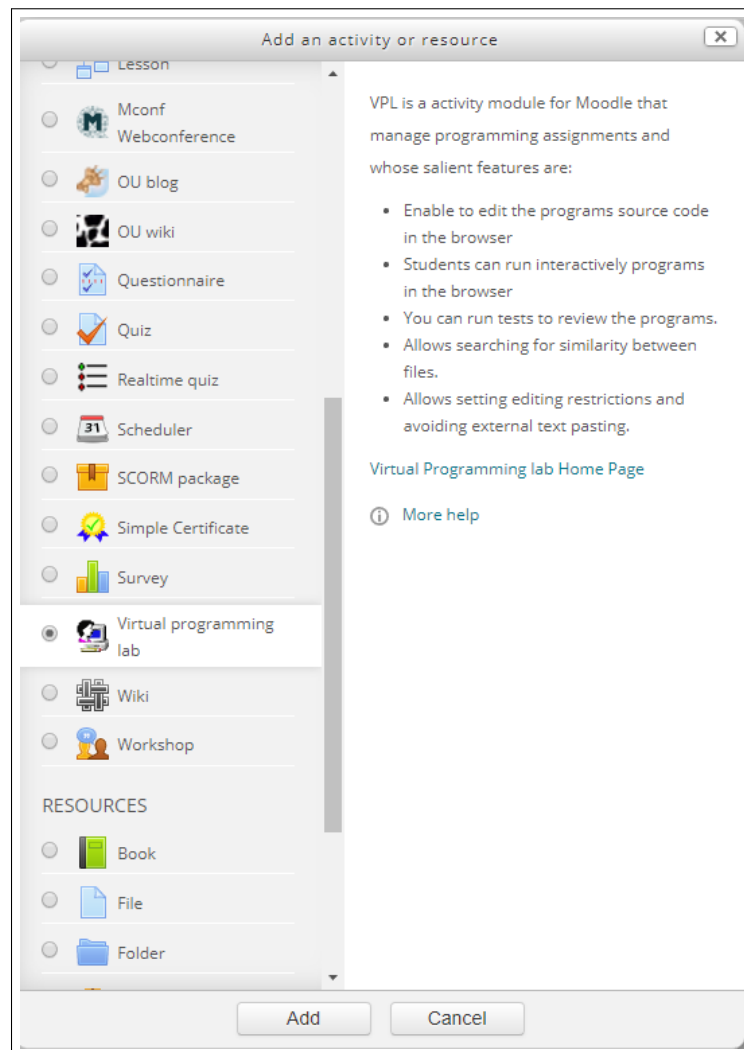 Add an activity or resource
Lesson
Mconf
Webconference
OU blog
OU wiki
Questionnaire
Quiz
Realtime quiz
31
Scheduler
SCORM package
Simple Certificate
Survey
Virtual programming
lab
Wiki
Workshop
RESOURCES
Book
File
Folder
VPL is a activity module for Moodle that
manage programming assignments and
whose salient features are:
• Enable to edit the programs source code
in the browser
• Students can run interactively programs
in the browser
• You can run tests to review the programs.
• Allows searching for similarity between
files.
• Allows setting editing restrictions and
avoiding external text pasting.
Virtual Programming lab Home Page
More help
Add
Cancel